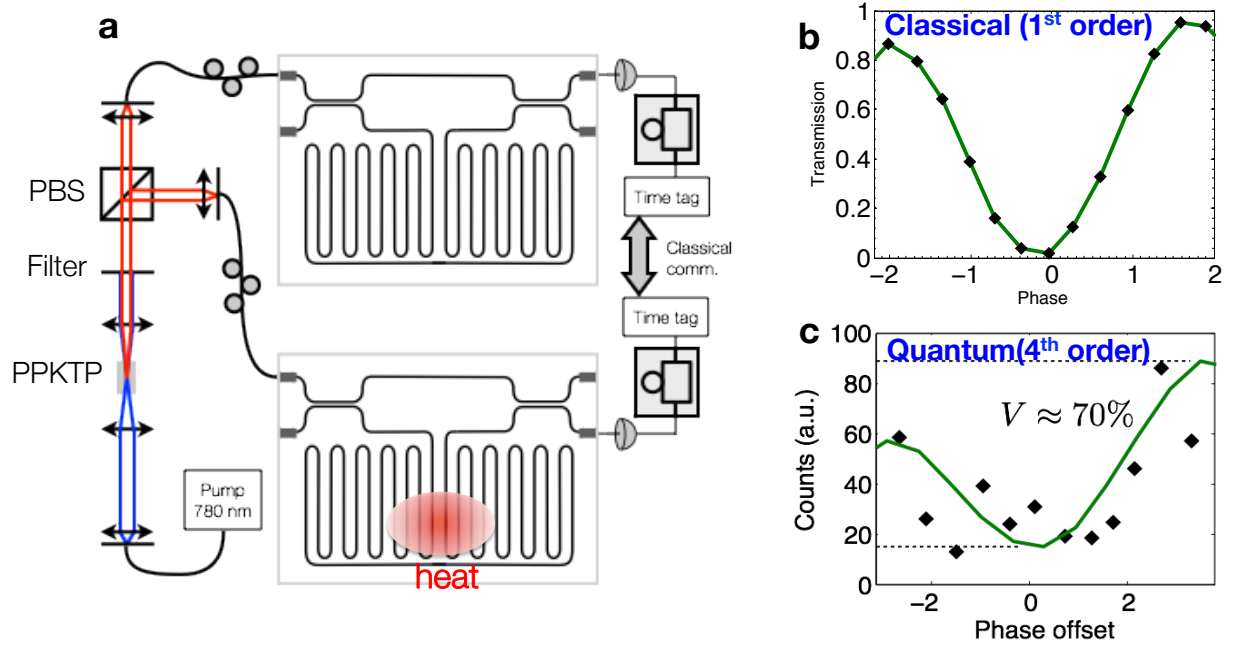 a
PBS
Filter
PPKTP
Pump
780 nm
Time tag
Classical
comm.
Time tag
heat
b
Classical (1st order)
Transmission
1
0.8
0.6
0.4
0.2
0
−2
−1
0
1
2
Phase
c
Quantum(4th order)
V ≈ 70%
Counts (a.u.)
100
80
60
40
20
0
−2
0
2
Phase offset